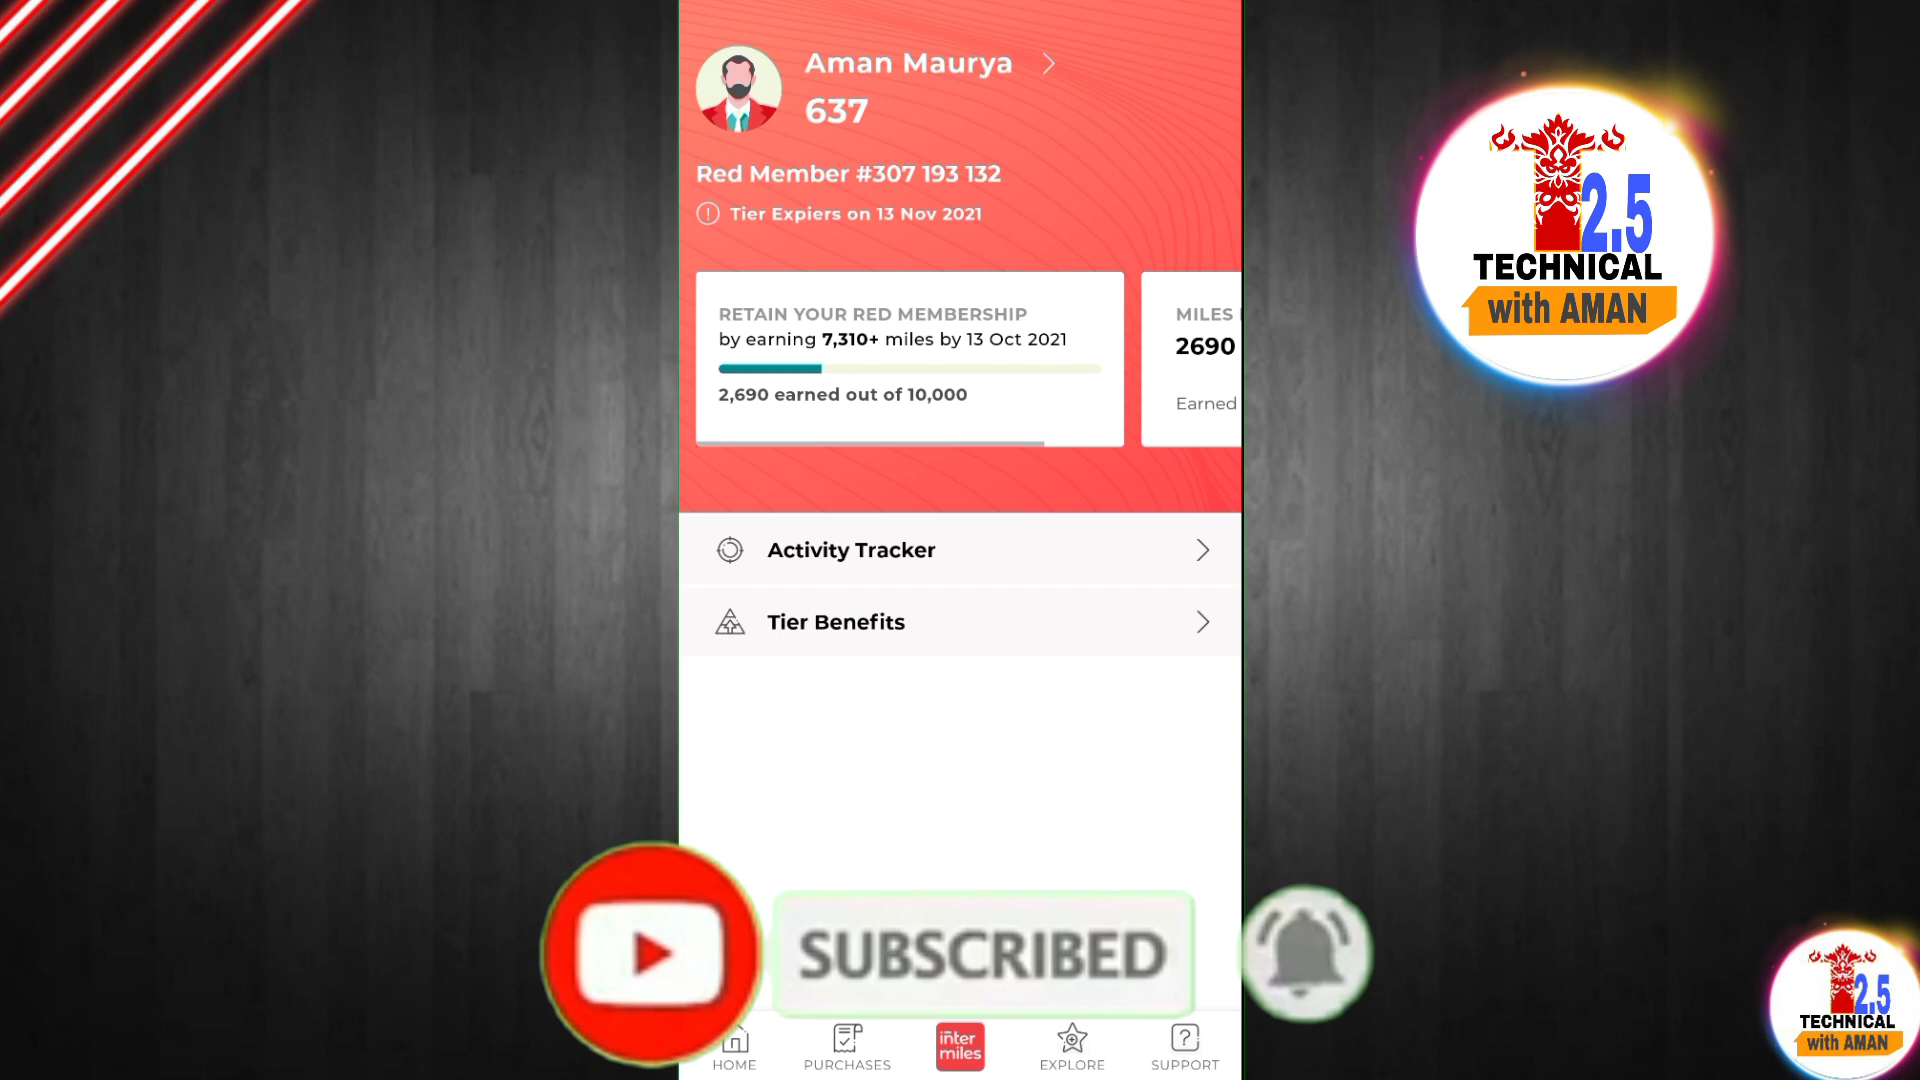 Aman Maurya
637
Red Member #307 193 132
Tier Expiers on 13 Nov 2021
RETAIN YOUR RED MEMBERSHIP
by earning 7,310+ miles by 13 Oct 2021
2,690 earned out of 10,000
MILES
2690
Earned
Activity Tracker
Tier Benefits
SUBSCRIBED
HOME
PURCHASES
inter
miles
EXPLORE
SUPPORT
2.5
TECHNICAL
with AMAN
2.5
TECHNICAL
with AMAN